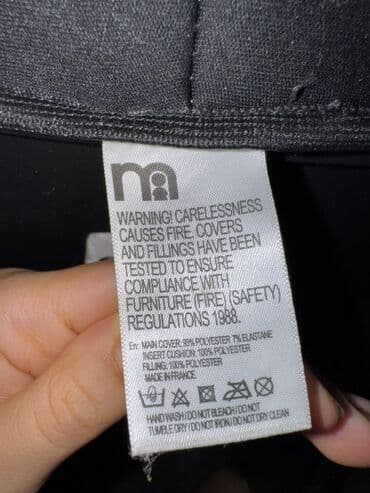 m
WARNING! CARELESSNESS
CAUSES FIRE. COVERS
AND FILLINGS HAVE BEEN
TESTED TO ENSURE
COMPLIANCE WITH
FURNITURE (FIRE) (SAFETY)
REGULATIONS 1988.
En: MAIN COVER: 93% POLYESTER 7% ELASTANE
INSERT CUSHION: 100% POLYESTER
FILLING: 100% POLYESTER
MADE IN FRANCE
HAND WASH / DO NOT BLEACH / DO NOT
TUMBLE DRY / DO NOT IRON / DO NOT DRY CLEAN